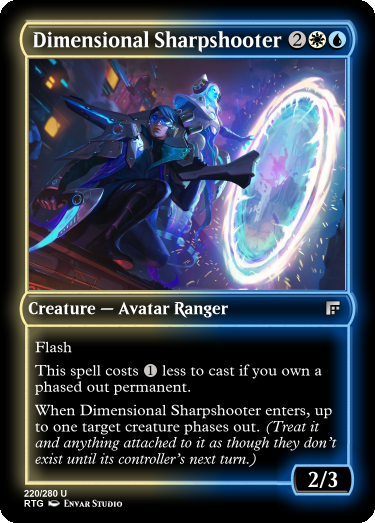 Dimensional Sharpshooter 2
Creature — Avatar Ranger
Flash
This spell costs 1 less to cast if you own a
phased out permanent.
When Dimensional Sharpshooter enters, up
to one target creature phases out. (Treat it
and anything attached to it as though they don't
exist until its controller's next turn.)
2/3
220/280 U
RTG Envar Studio